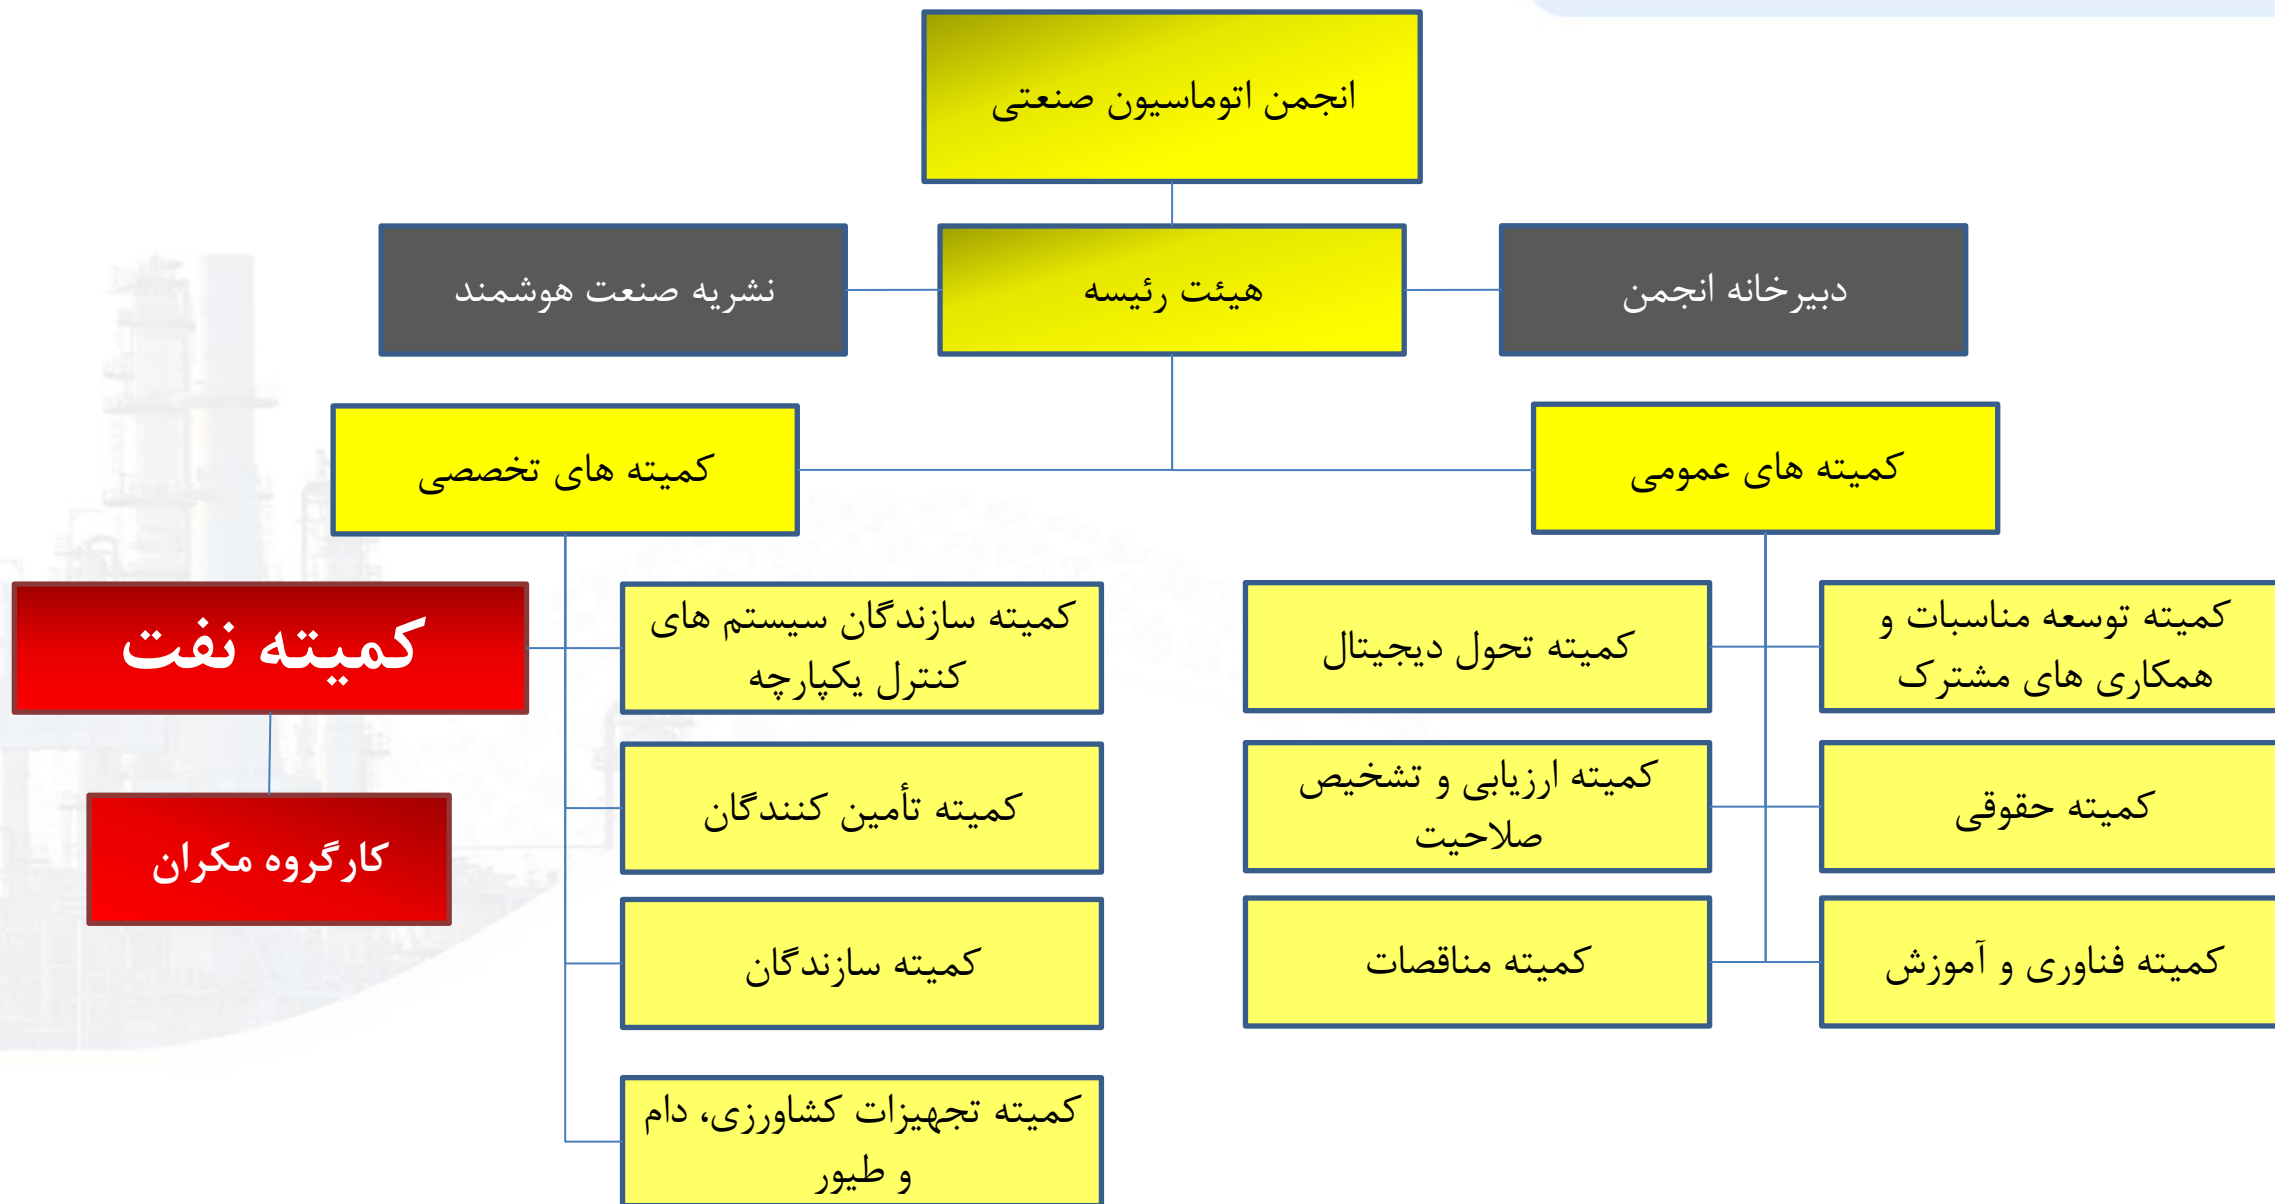 انجمن اتوماسیون صنعتی
دبیرخانه انجمن
هیئت رئیسه
نشریه صنعت هوشمند
کمیته های عمومی
کمیته های تخصصی
کمیته توسعه مناسبات و
همکاری های مشترک
کمیته تحول دیجیتال
کمیته حقوقی
کمیته ارزیابی و تشخیص
صلاحیت
کمیته فناوری و آموزش
کمیته مناقصات
کمیته سازندگان سیستم های
کنترل یکپارچه
کمیته نفت
کمیته تأمین کنندگان
کارگروه مکران
کمیته سازندگان
کمیته تجهیزات کشاورزی، دام
و طیور